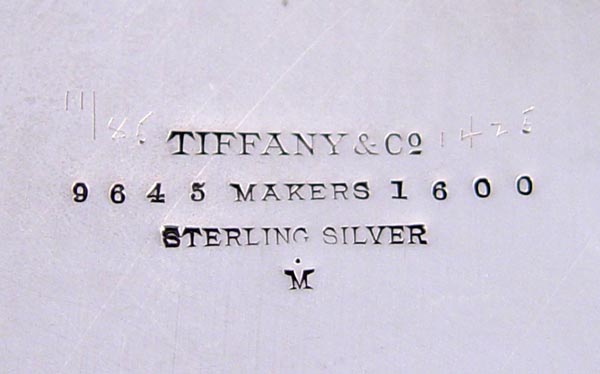 TIFFANY & Cº
9645 MAKERS 1600
STERLING SILVER
M